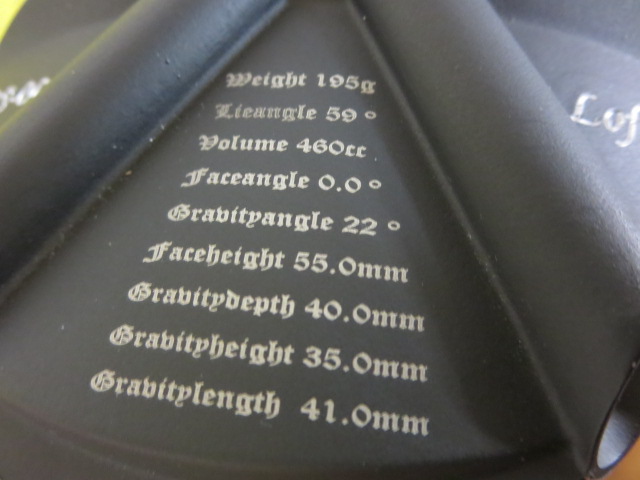 Weight 195g
Lieangle 59°
Volume 460cc
Faceangle 0.0°
Gravityangle 22°
Faceheight 55.0mm
Gravitydepth 40.0mm
Gravityheight 35.0mm
Gravitylength 41.0mm